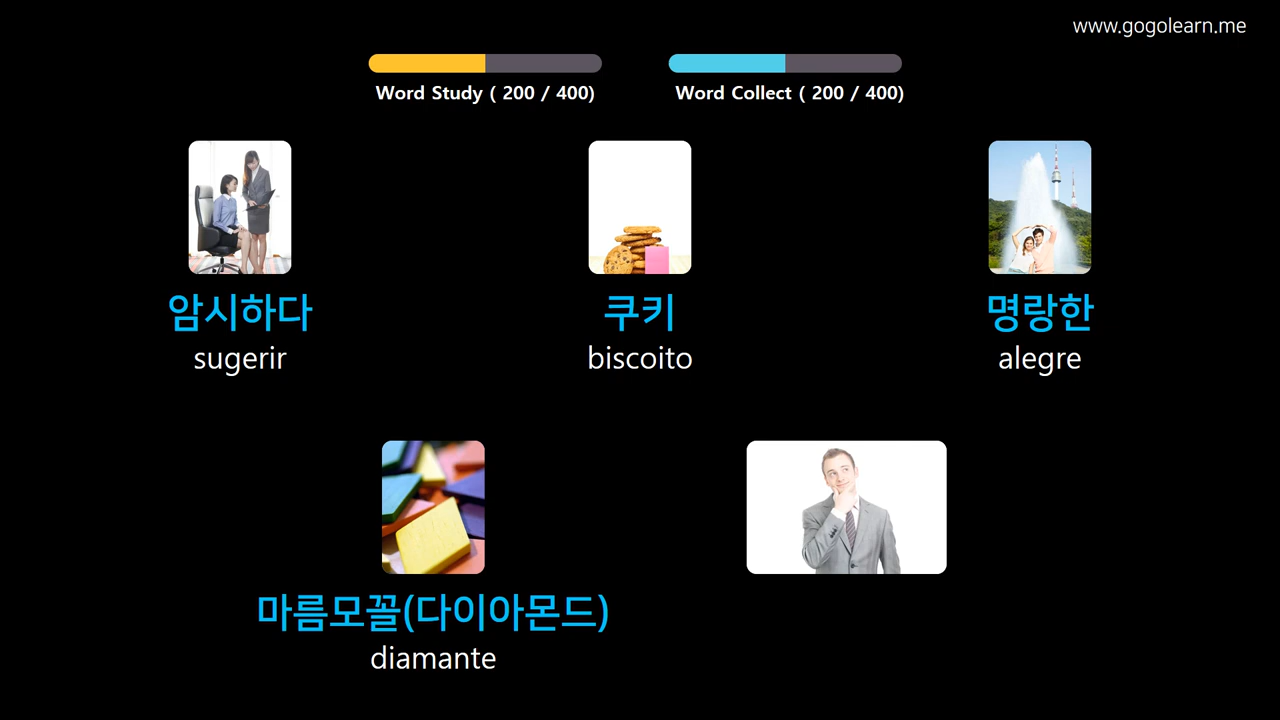 www.gogolearn.me
Word Study ( 200 / 400)
Word Collect ( 200 / 400)
암시하다
sugerir
쿠키
biscoito
명랑한
alegre
마름모꼴(다이아몬드)
diamante